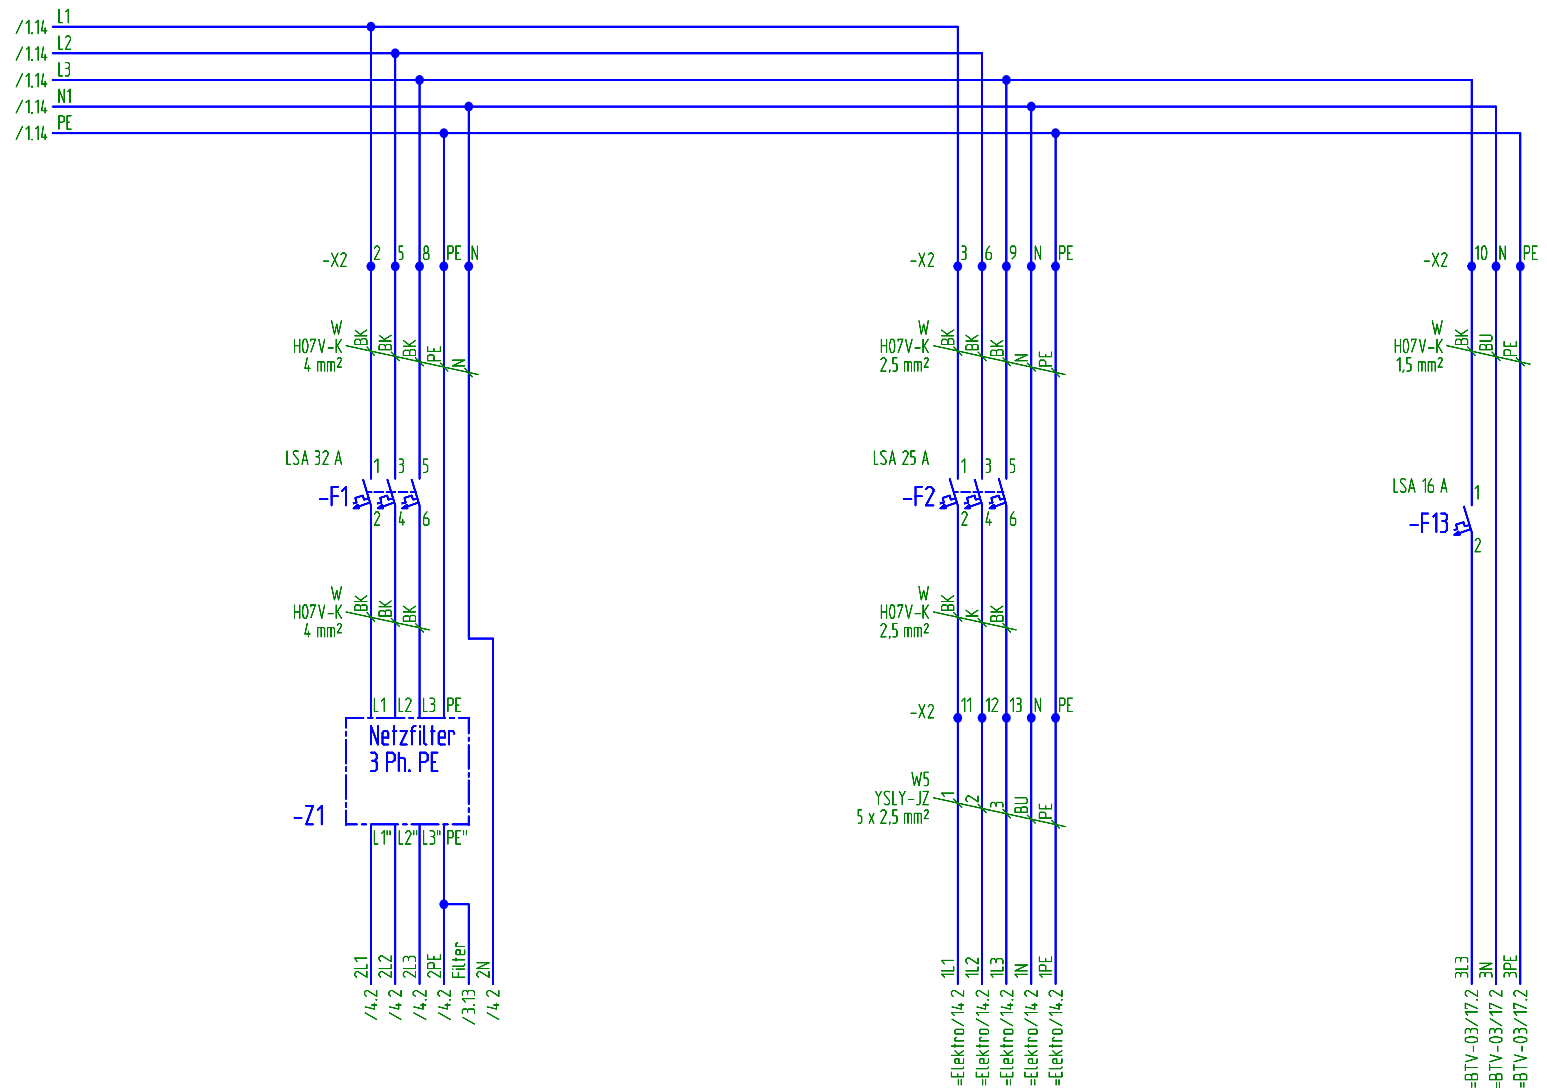 /1.14 L1
/1.14 L2
/1.14 L3
/1.14 N1
/1.14 PE
-X2 2 5 8 PE N
-X2 3 6 9 N PE
-X2 10 N PE
W
H07V-K
4 mm²
BK BK BK PE N
W
H07V-K
2,5 mm²
BK BK BK N PE
W
H07V-K
1,5 mm²
BK BU PE
LSA 32 A
-F1
1 3 5
2 4 6
LSA 25 A
-F2
1 3 5
2 4 6
LSA 16 A
-F13
1
2
W
H07V-K
4 mm²
BK BK BK
W
H07V-K
2,5 mm²
BK K BK
L1 L2 L3 PE
Netzfilter
3 Ph. PE
-Z1
L1" L2" L3" PE"
-X2 11 12 13 N PE
W5
YSLY-JZ
5 x 2,5 mm²
1 2 3 BU PE
2L1 /4.2
2L2 /4 2
2L3 /4.2
2PE /4.2
Filter /3.13
2N /4 2
1L1 =Elektro/14 2
1L2 =Elektro/14.2
1L3 =Elektro/14.2
1N =Elektro/14 2
1PE =Elektro/14.2
3L3 =BTV-03/17.2
3N =BTV-03/17 2
3PE =BTV-03/17.2